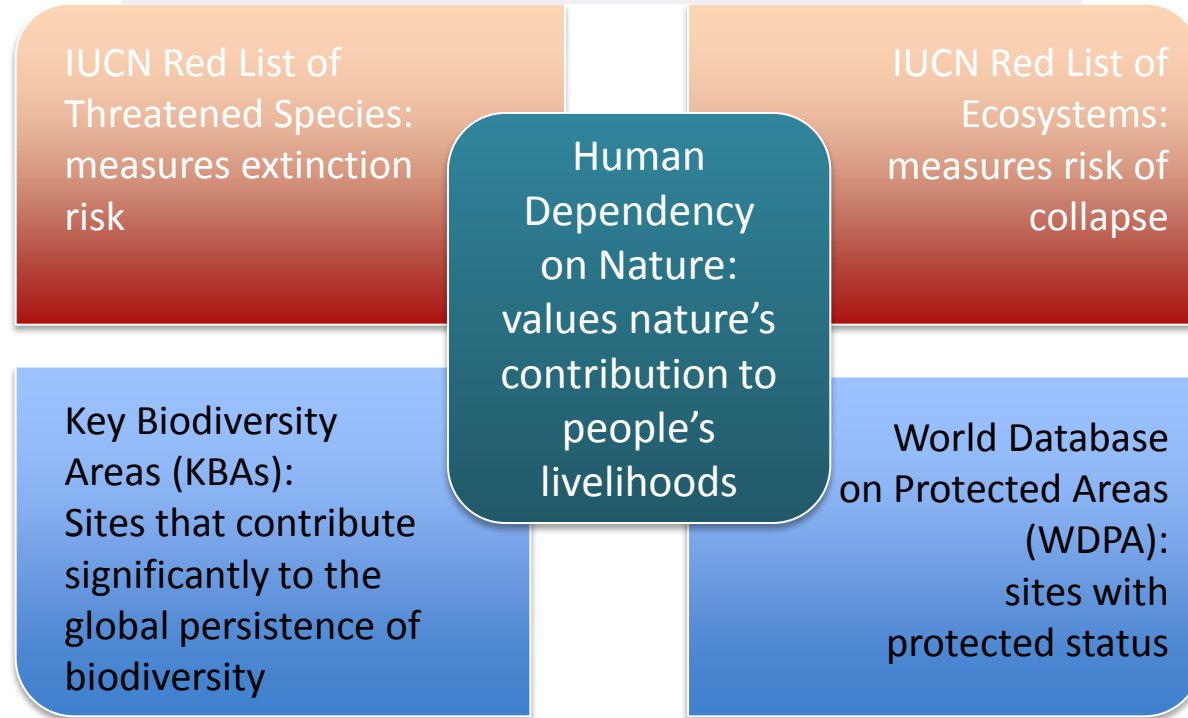 IUCN Red List of
Threatened Species:
measures extinction
risk
IUCN Red List of
Ecosystems:
measures risk of
collapse
Human
Dependency
on Nature:
values nature’s
contribution to
people’s
livelihoods
Key Biodiversity
Areas (KBAs):
Sites that contribute
significantly to the
global persistence of
biodiversity
World Database
on Protected Areas
(WDPA):
sites with
protected status